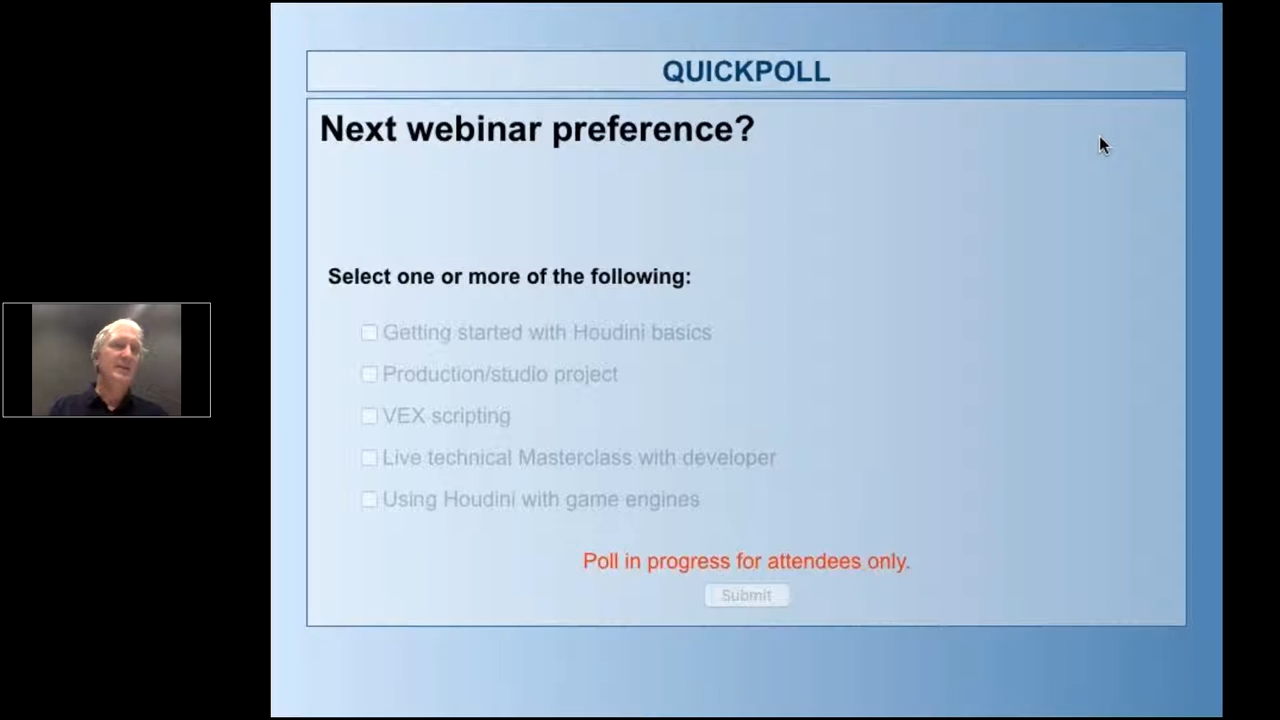 QUICKPOLL
Next webinar preference?
Select one or more of the following:
Getting started with Houdini basics
Production/studio project
VEX scripting
Live technical Masterclass with developer
Using Houdini with game engines
Poll in progress for attendees only.
Submit